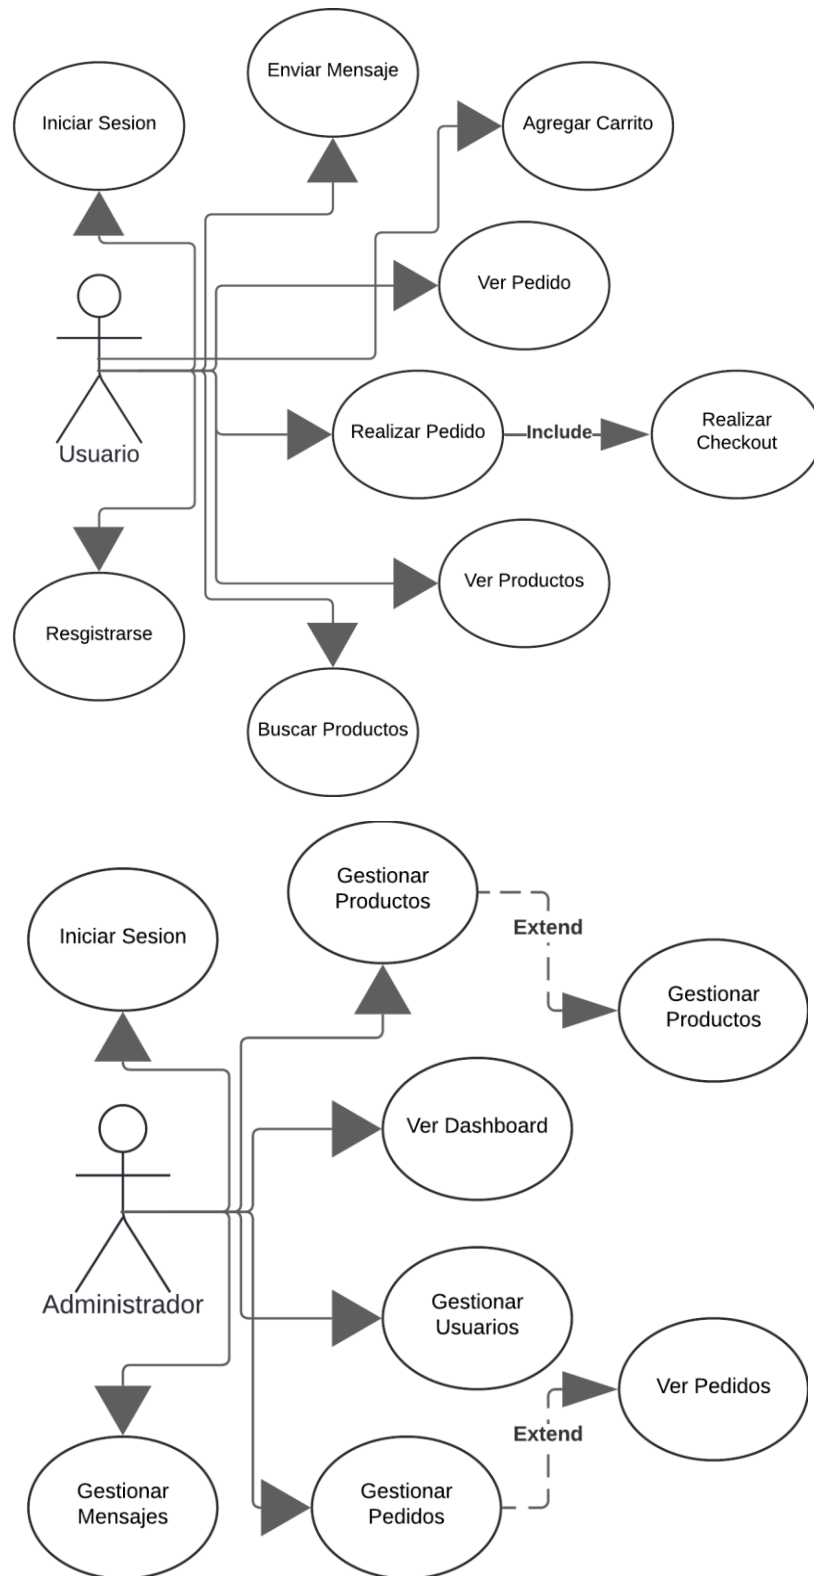 Enviar Mensaje
Iniciar Sesion
Agregar Carrito
Ver Pedido
Usuario
Realizar Pedido
Include
Realizar
Checkout
Ver Productos
Resgistrarse
Buscar Productos
Gestionar
Productos
Iniciar Sesion
Extend
Gestionar
Productos
Ver Dashboard
Administrador
Gestionar
Usuarios
Ver Pedidos
Extend
Gestionar
Mensajes
Gestionar
Pedidos